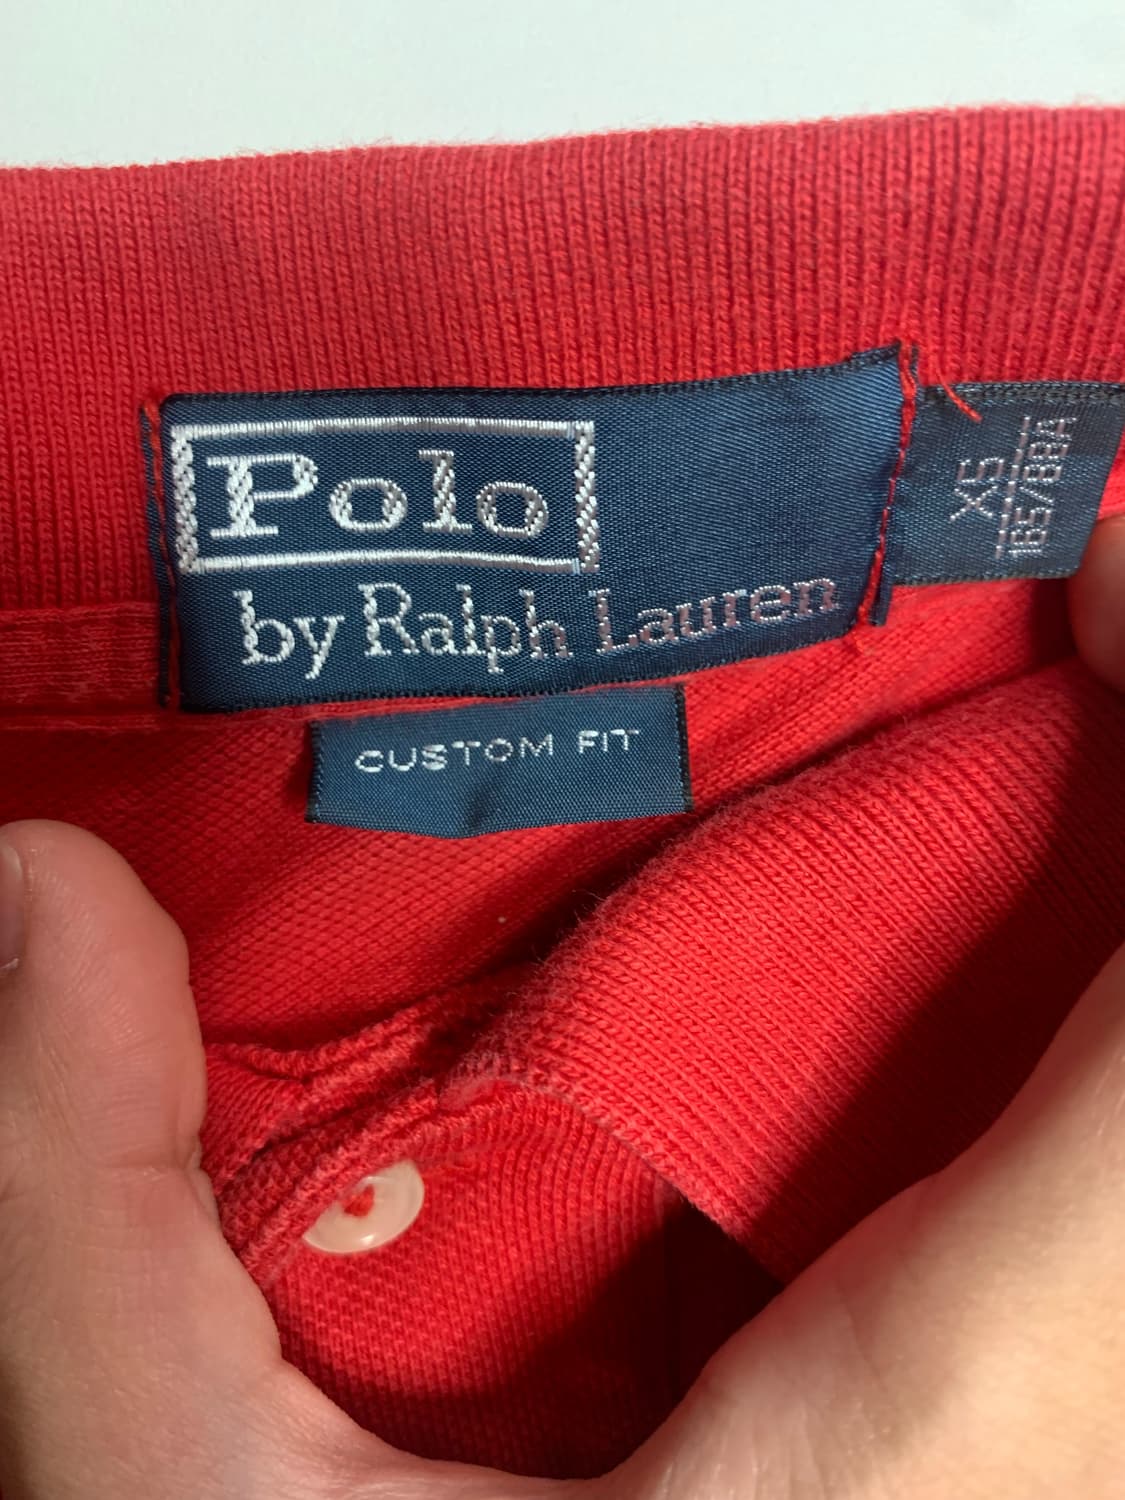 Polo
by Ralph Lauren
CUSTOM FIT
XS
165/88A